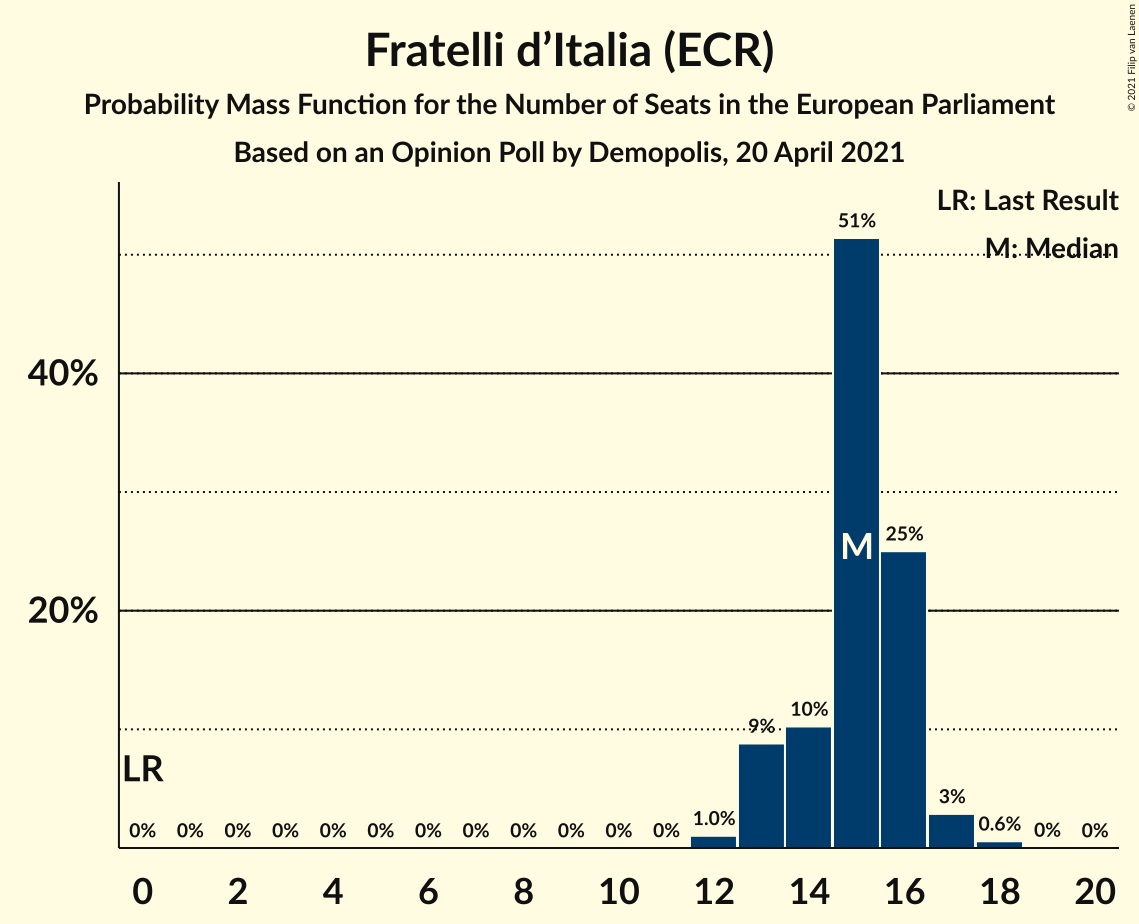 Fratelli d’Italia (ECR)
Probability Mass Function for the Number of Seats in the European Parliament
Based on an Opinion Poll by Demopolis, 20 April 2021
© 2021 Filip van Laenen
LR: Last Result
M: Median
51%
40%
25%
M
20%
10%
9%
LR
3%
1.0%
0.6%
0% 0% 0% 0% 0% 0% 0% 0% 0% 0% 0% 0% 0% 0%
0 2 4 6 8 10 12 14 16 18 20